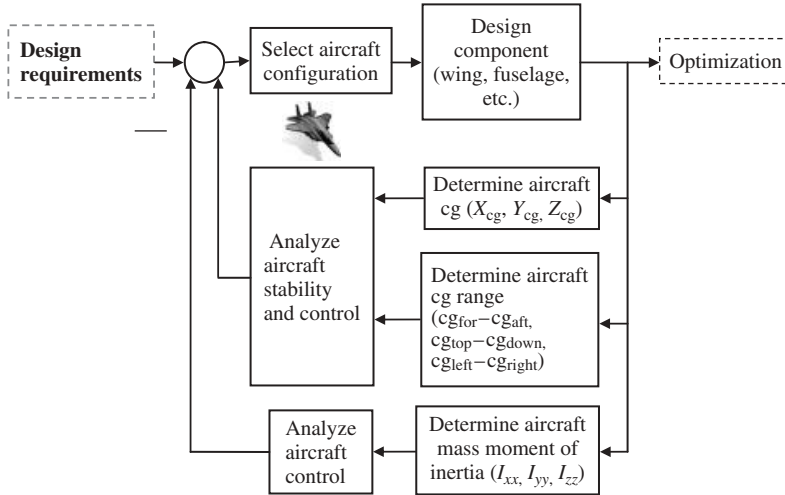 Design
requirements
Select aircraft
configuration
Design
component
(wing, fuselage,
etc.)
Optimization
Determine aircraft
cg (Xcg, Ycg, Zcg)
Analyze
aircraft
stability
and control
Determine aircraft
cg range
(cgfor–cgaft,
cgtop–cgdown,
cgleft–cgright)
Analyze
aircraft
control
Determine aircraft
mass moment of
inertia (Ixx, Iyy, Izz)